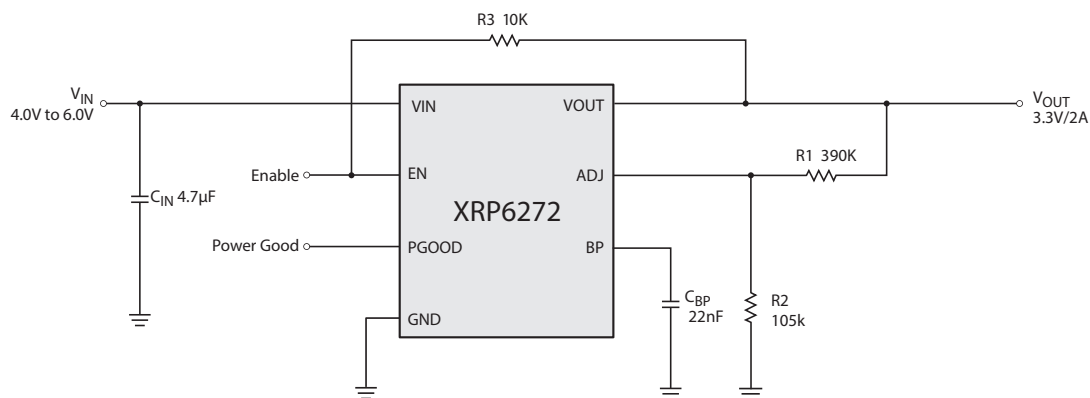 R3 10K
VIN
4.0V to 6.0V
VIN
VOUT
VOUT
3.3V/2A
R1 390K
Enable
EN
ADJ
CIN 4.7µF
XRP6272
Power Good
PGOOD
BP
CBP
22nF
R2
105k
GND